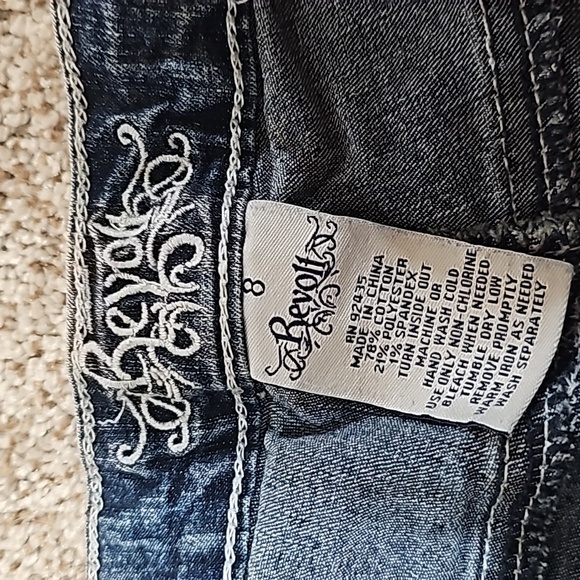 Revolt
8
Revolt
RN 92435
MADE IN CHINA
78% COTTON
21% POLYESTER
1% SPANDEX
TURN INSIDE OUT
MACHINE OR
HAND WASH COLD
USE ONLY NON-CHLORINE
BLEACH WHEN NEEDED
TUMBLE DRY LOW
REMOVE PROMPTLY
WARM IRON AS NEEDED
WASH SEPARATELY